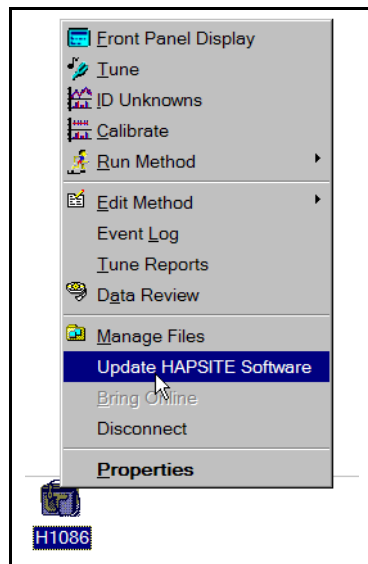 Front Panel Display
Tune
ID Unknowns
Calibrate
Run Method
Edit Method
Event Log
Tune Reports
Data Review
Manage Files
Update HAPSITE Software
Bring Online
Disconnect
Properties
H1086